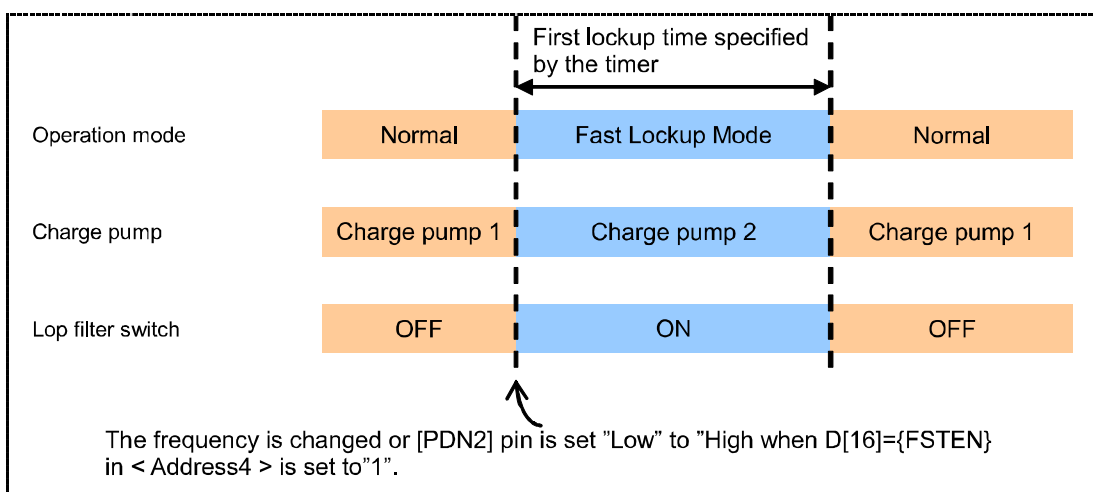 First lockup time specified
by the timer
Operation mode
Normal
Fast Lockup Mode
Normal
Charge pump
Charge pump 1
Charge pump 2
Charge pump 1
Lop filter switch
OFF
ON
OFF
The frequency is changed or [PDN2] pin is set ”Low” to ”High when D[16]={FSTEN}
in < Address4 > is set to”1”.